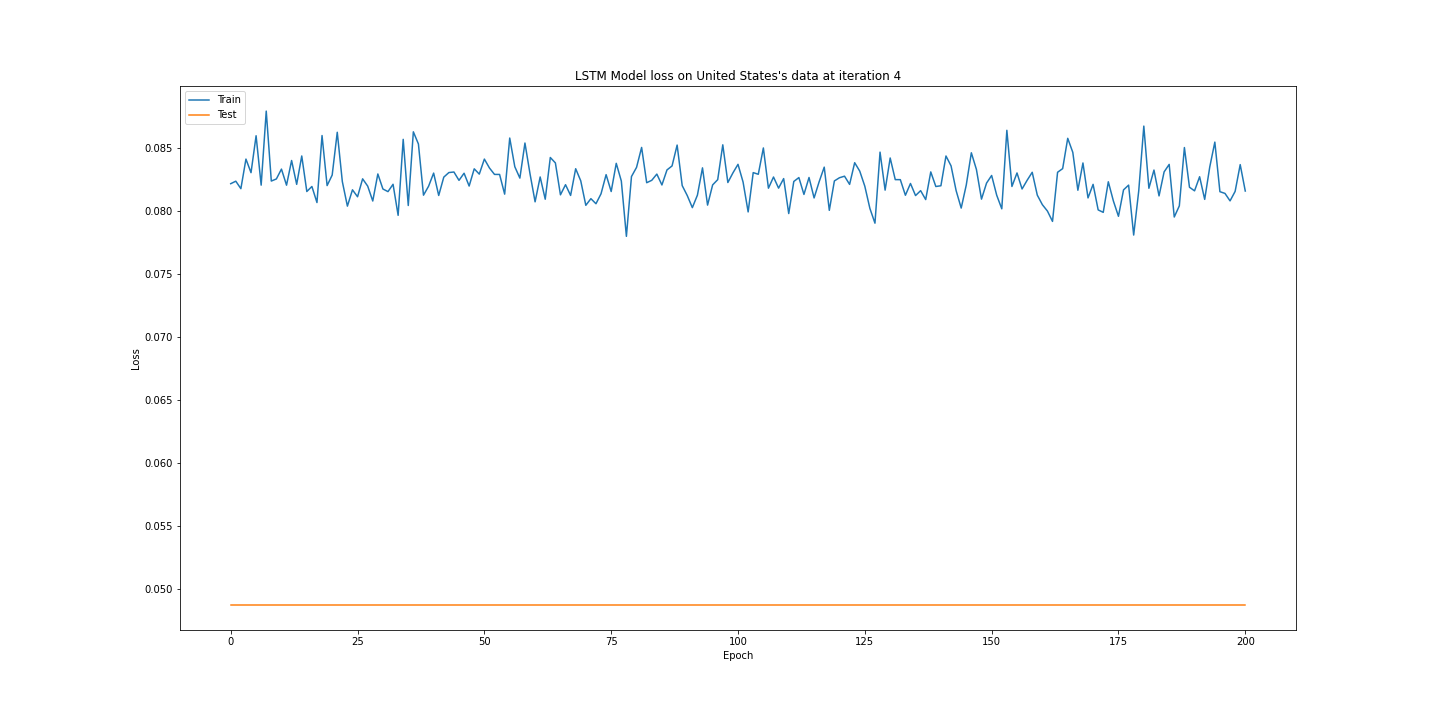 LSTM Model loss on United States's data at iteration 4
Train
Test
0.085
0.080
0.075
0.070
0.065
0.060
0.055
0.050
Loss
0 25 50 75 100 125 150 175 200
Epoch